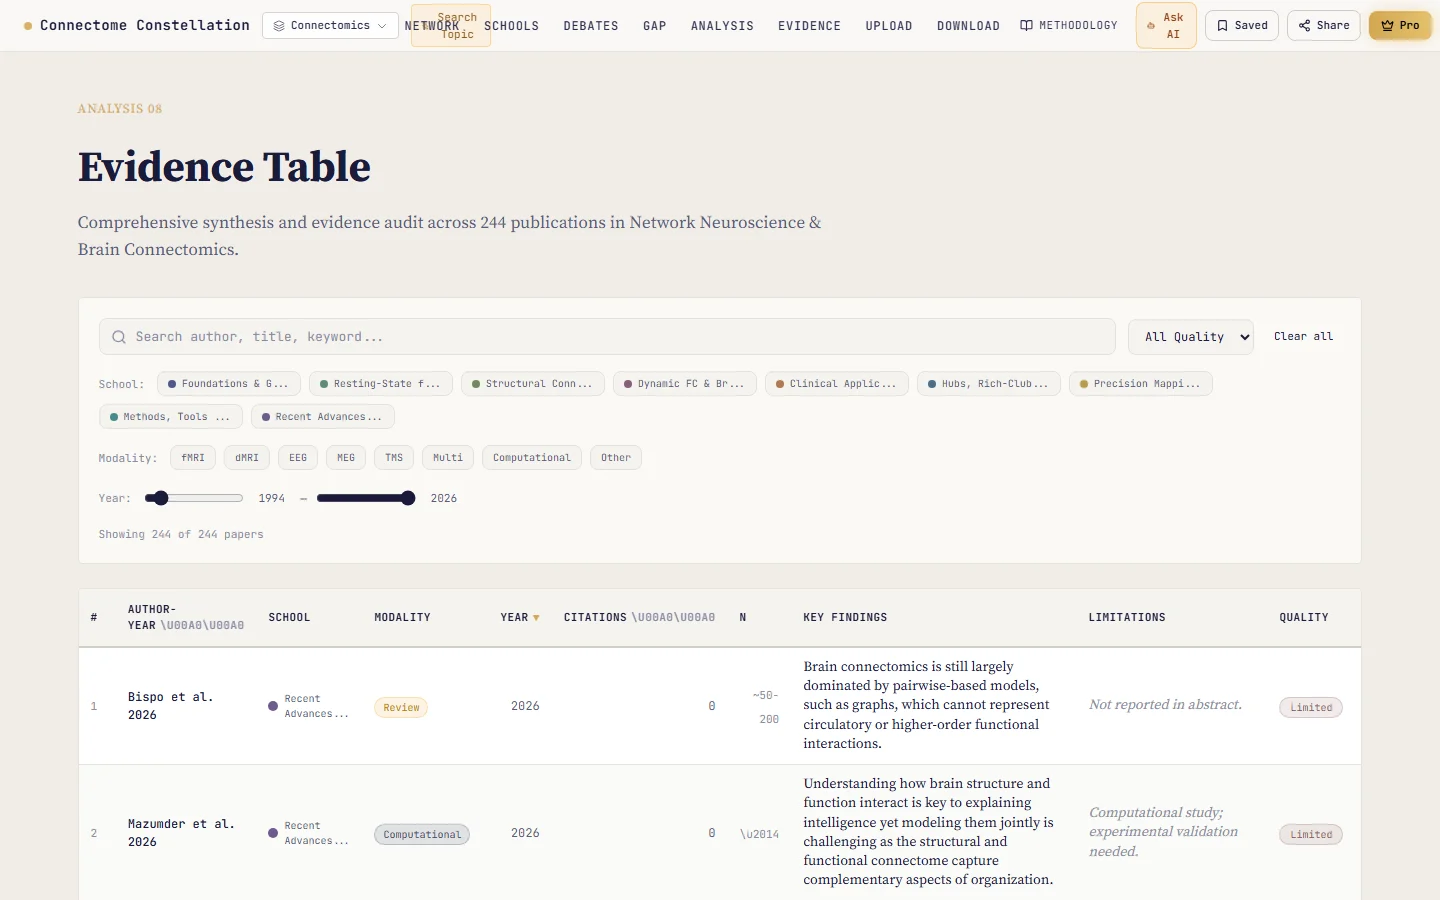 Connectome Constellation
Connectomics
Search Topic
NETWORK
SCHOOLS
DEBATES
GAP
ANALYSIS
EVIDENCE
UPLOAD
DOWNLOAD
METHODOLOGY
Ask AI
Saved
Share
Pro
ANALYSIS 08
Evidence Table
Comprehensive synthesis and evidence audit across 244 publications in Network Neuroscience &
Brain Connectomics.
Search author, title, keyword...
All Quality
Clear all
School:
Foundations & G...
Resting-State f...
Structural Conn...
Dynamic FC & Br...
Clinical Applic...
Hubs, Rich-Club...
Precision Mappi...
Methods, Tools ...
Recent Advances...
Modality:
fMRI
dMRI
EEG
MEG
TMS
Multi
Computational
Other
Year:
1994
—
2026
Showing 244 of 244 papers
#
AUTHOR-
YEAR \U00A0\U00A0
SCHOOL
MODALITY
YEAR ▼
CITATIONS \U00A0\U00A0
N
KEY FINDINGS
LIMITATIONS
QUALITY
1
Bispo et al.
2026
Recent
Advances...
Review
2026
0
~50-
200
Brain connectomics is still largely
dominated by pairwise-based models,
such as graphs, which cannot represent
circulatory or higher-order functional
interactions.
Not reported in abstract.
Limited
2
Mazumder et al.
2026
Recent
Advances...
Computational
2026
0
\u2014
Understanding how brain structure and
function interact is key to explaining
intelligence yet modeling them jointly is
challenging as the structural and
functional connectome capture
complementary aspects of organization.
Computational study;
experimental validation
needed.
Limited